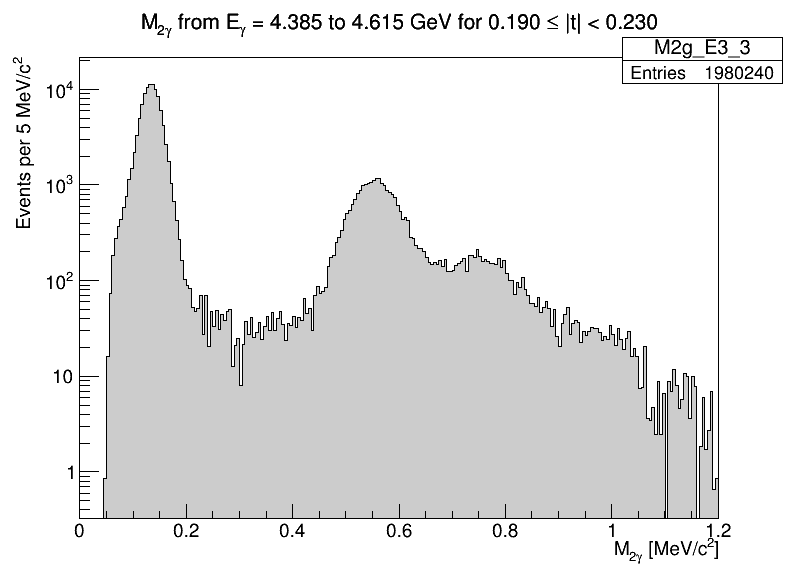 M2γ from Eγ = 4.385 to 4.615 GeV for 0.190 ≤ |t| < 0.230
M2g_E3_3
Entries 1980240
Events per 5 MeV/c²
10⁴
10³
10²
10
1
0 0.2 0.4 0.6 0.8 1 1.2
M2γ [MeV/c²]